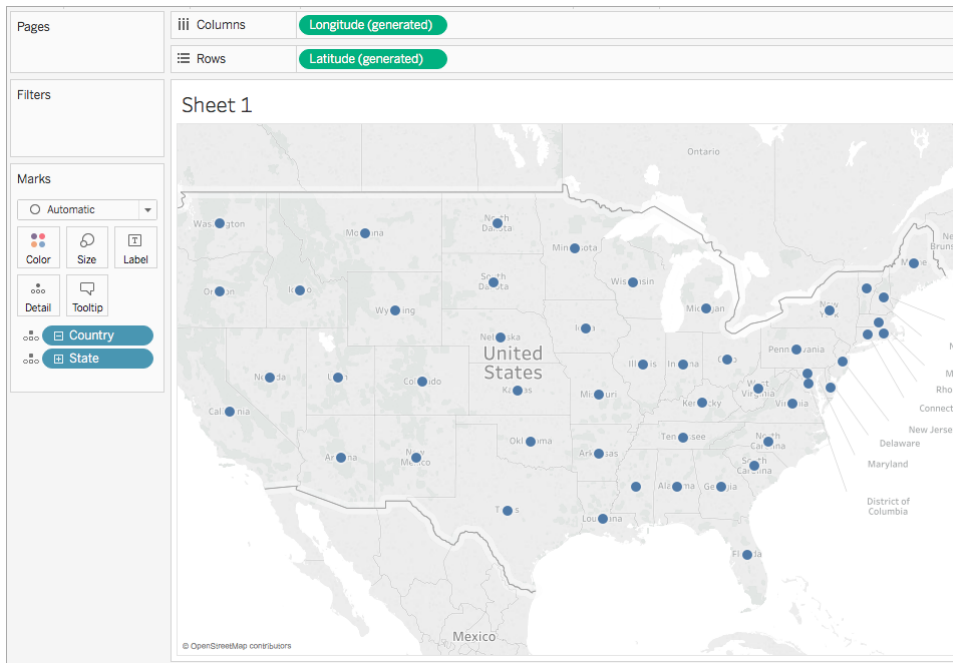 Pages
Columns
Longitude (generated)
Rows
Latitude (generated)
Filters
Sheet 1
Marks
Automatic
Color
Size
Label
Detail
Tooltip
Country
State
Ontario
Washington
Montana
North
Dakota
Minnesota
New
Maine
Oregon
Idaho
South
Dakota
Wisconsin
Wyoming
Michigan
New
York
Nebraska
Iowa
United
States
Illinois
Indiana
Ohio
Pennsylvania
Nevada
Utah
Colorado
Kansas
Missouri
West
Virginia
Kentucky
Virginia
Connect
New Jerse
California
Oklahoma
Tennessee
North
Carolina
Delaware
Maryland
Arizona
New
Mexico
Arkansas
South
Carolina
Alabama
Georgia
District of
Columbia
Texas
Louisiana
Florida
Mexico
© OpenStreetMap contributors